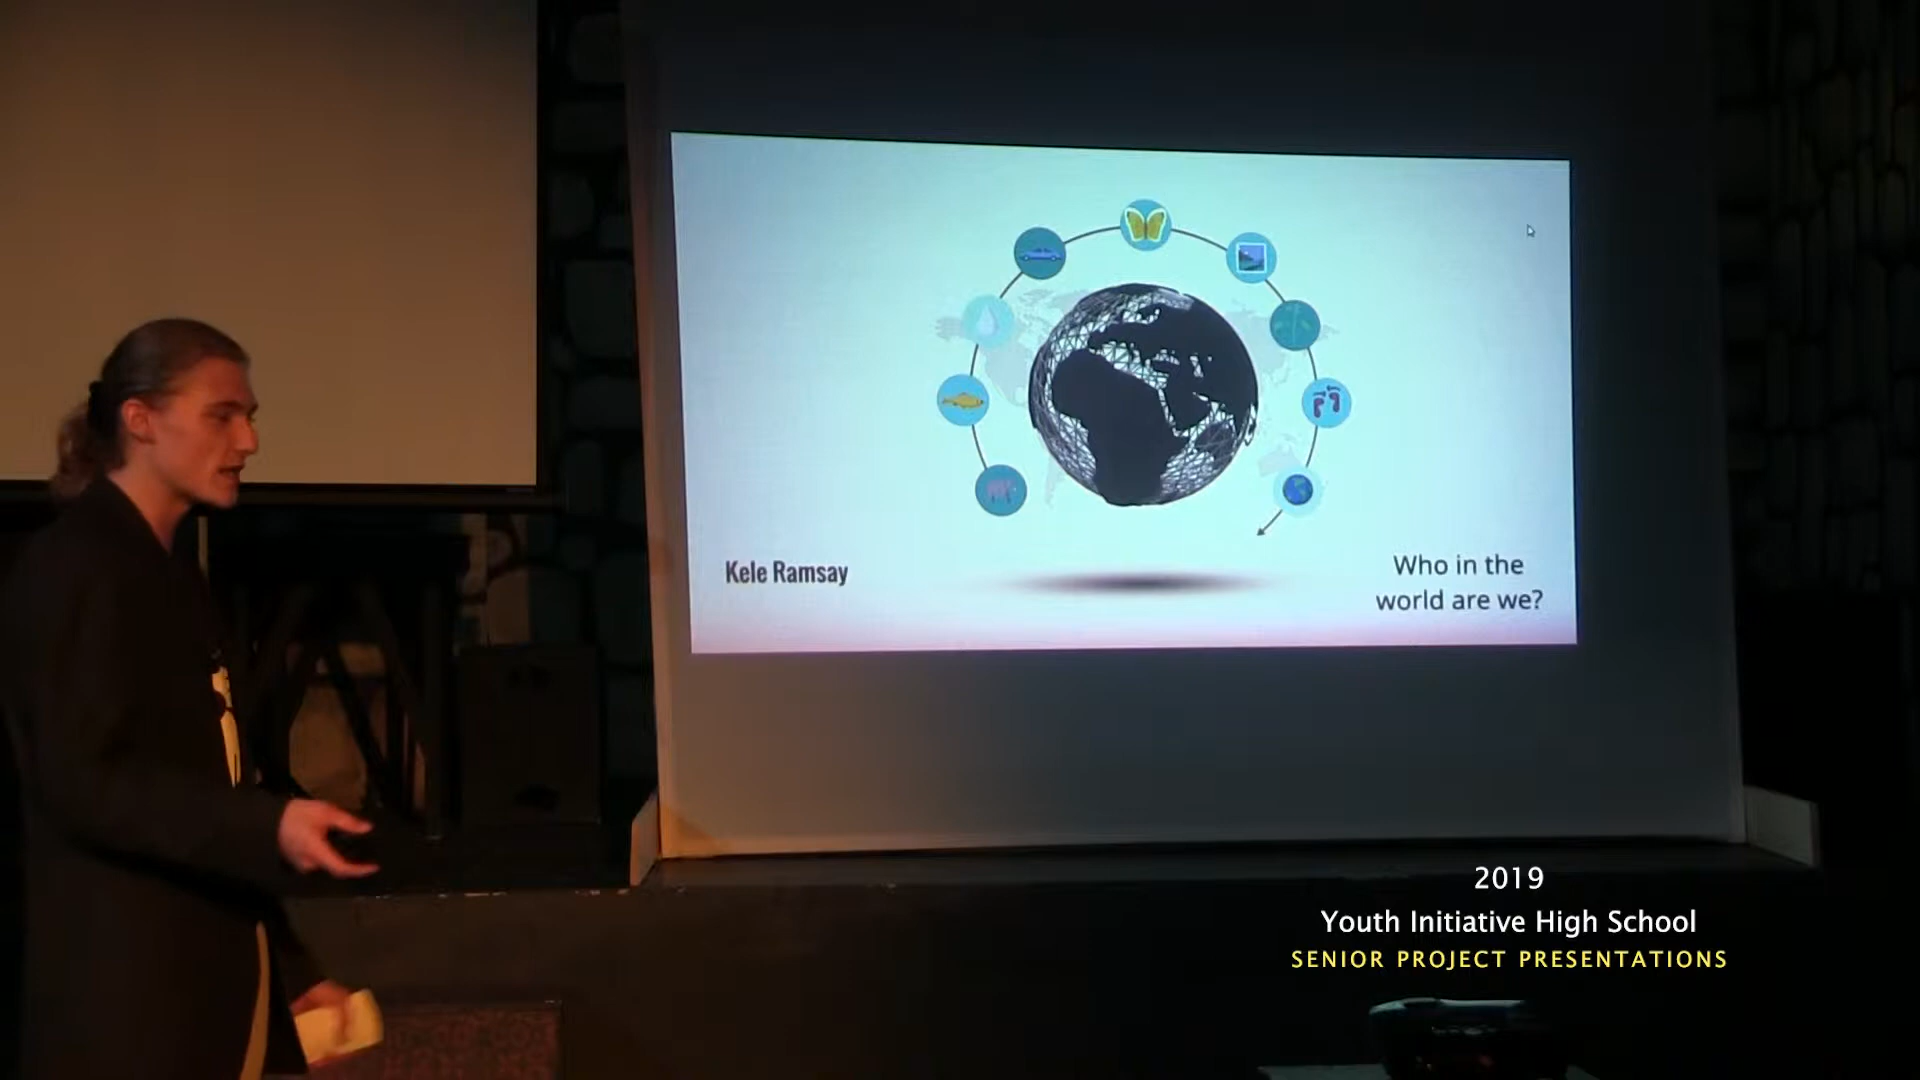 Kele Ramsay
Who in the
world are we?
2019
Youth Initiative High School
SENIOR PROJECT PRESENTATIONS